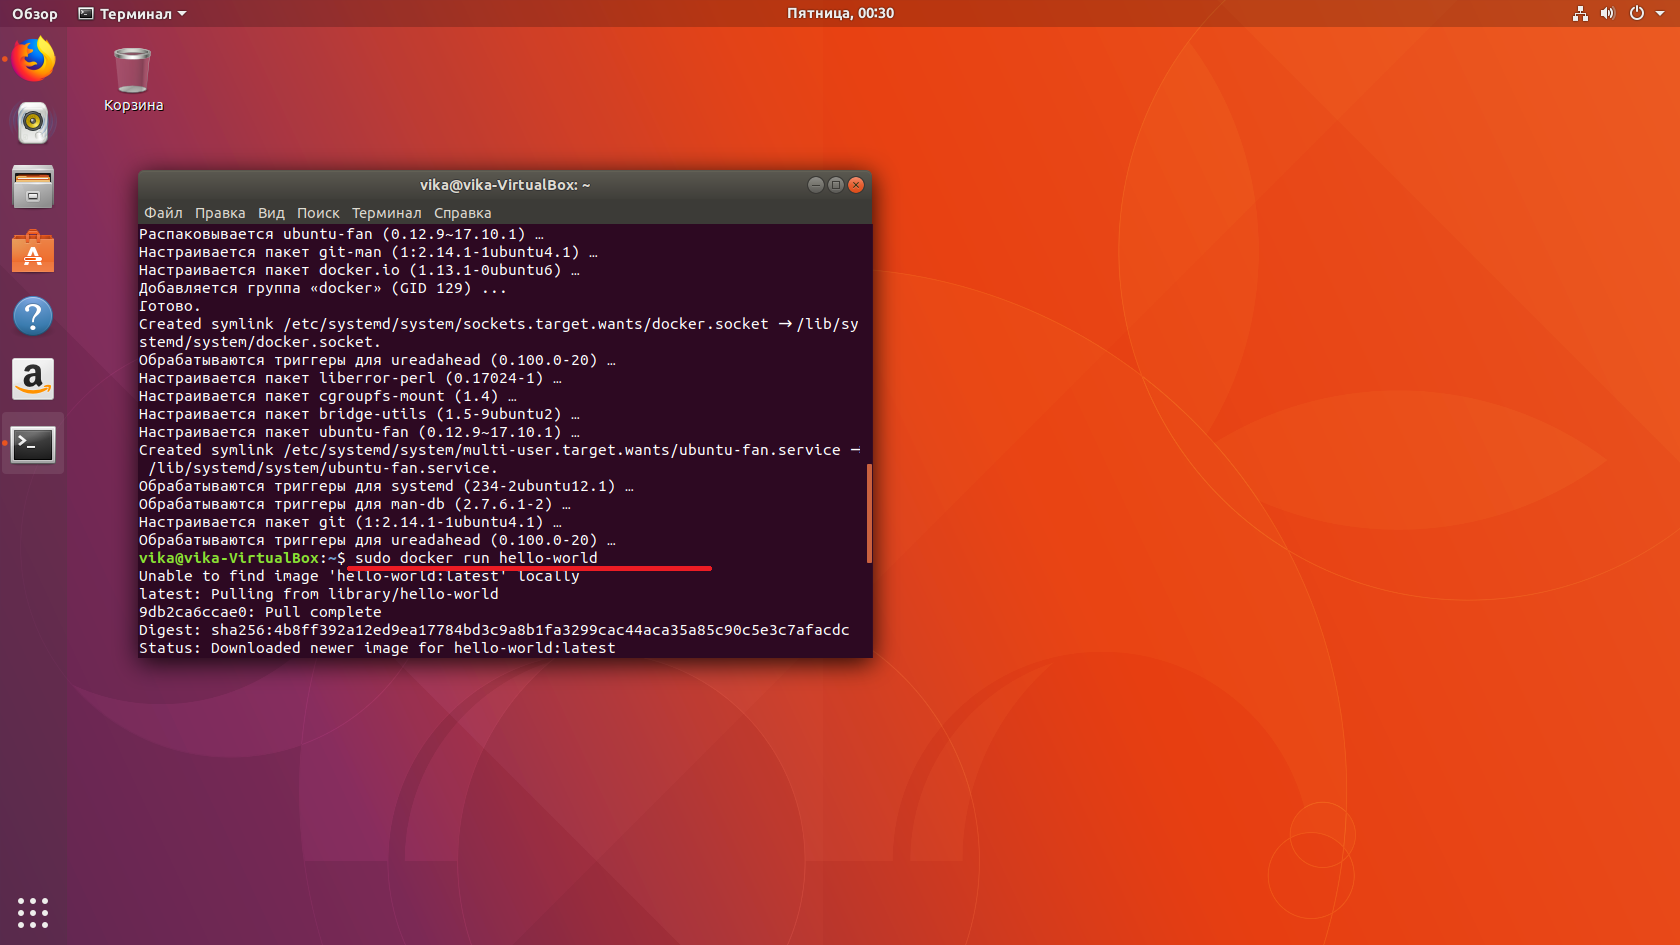 Обзор
Терминал
Пятница, 00:30
Корзина
vika@vika-VirtualBox: ~
Файл Правка Вид Поиск Терминал Справка
Распаковывается ubuntu-fan (0.12.9~17.10.1) …
Настраивается пакет git-man (1:2.14.1-1ubuntu4.1) …
Настраивается пакет docker.io (1.13.1-0ubuntu6) …
Добавляется группа «docker» (GID 129) ...
Готово.
Created symlink /etc/systemd/system/sockets.target.wants/docker.socket → /lib/sy
stemd/system/docker.socket.
Обрабатываются триггеры для ureadahead (0.100.0-20) …
Настраивается пакет liberror-perl (0.17024-1) …
Настраивается пакет cgroupfs-mount (1.4) …
Настраивается пакет bridge-utils (1.5-9ubuntu2) …
Настраивается пакет ubuntu-fan (0.12.9~17.10.1) …
Created symlink /etc/systemd/system/multi-user.target.wants/ubuntu-fan.service →
/lib/systemd/system/ubuntu-fan.service.
Обрабатываются триггеры для systemd (234-2ubuntu12.1) …
Обрабатываются триггеры для man-db (2.7.6.1-2) …
Настраивается пакет git (1:2.14.1-1ubuntu4.1) …
Обрабатываются триггеры для ureadahead (0.100.0-20) …
vika@vika-VirtualBox:~$ sudo docker run hello-world
Unable to find image 'hello-world:latest' locally
latest: Pulling from library/hello-world
9db2ca6ccae0: Pull complete
Digest: sha256:4b8ff392a12ed9ea17784bd3c9a8b1fa3299cac44aca35a85c90c5e3c7afacdc
Status: Downloaded newer image for hello-world:latest